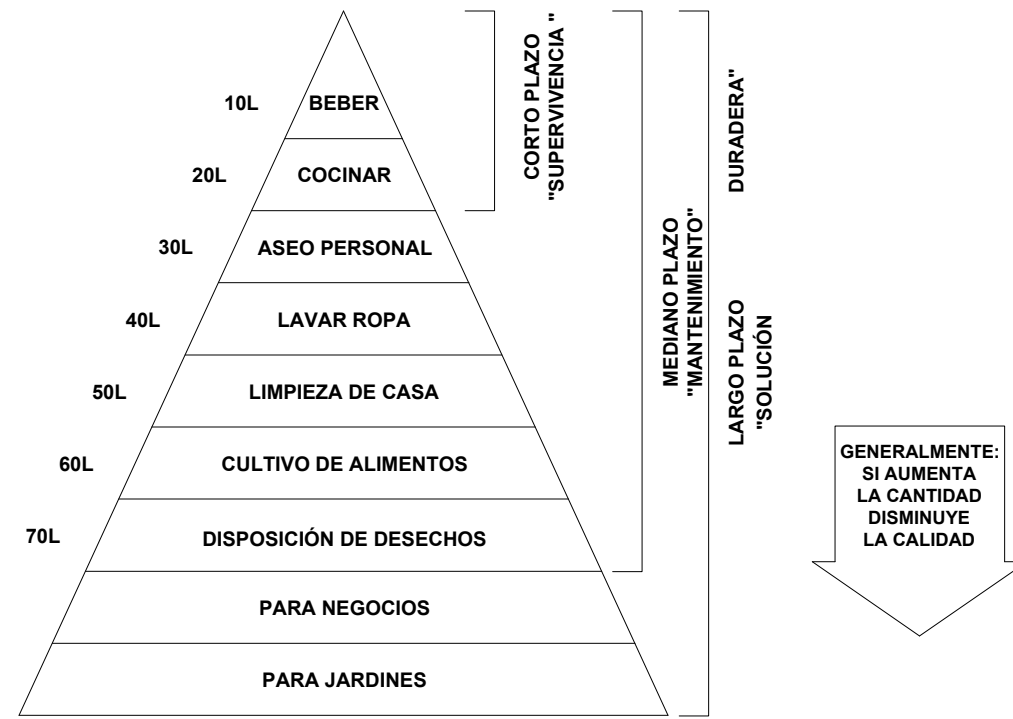 10L
BEBER
20L
COCINAR
30L
ASEO PERSONAL
40L
LAVAR ROPA
50L
LIMPIEZA DE CASA
60L
CULTIVO DE ALIMENTOS
70L
DISPOSICIÓN DE DESECHOS
PARA NEGOCIOS
PARA JARDINES
CORTO PLAZO
"SUPERVIVENCIA "
MEDIANO PLAZO
"MANTENIMIENTO"
LARGO PLAZO
"SOLUCIÓN
DURADERA"
GENERALMENTE:
SI AUMENTA
LA CANTIDAD
DISMINUYE
LA CALIDAD